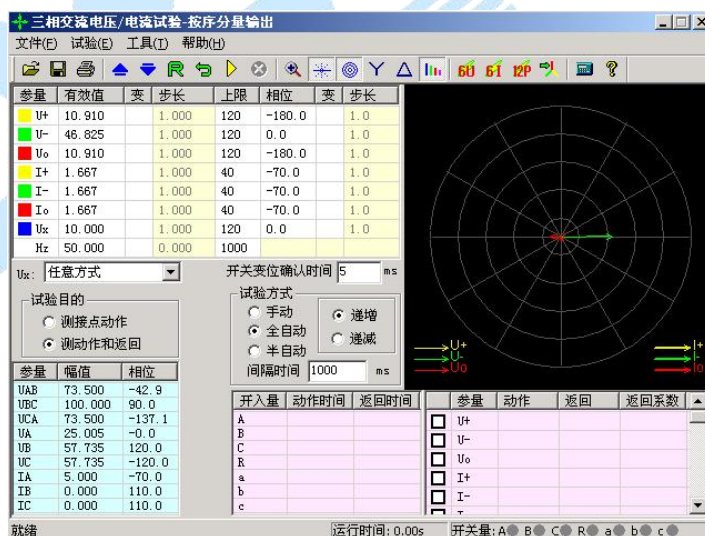 三相交流电压/电流试验-按序分量输出
文件(F) 试验(E) 工具(T) 帮助(H)
6U 6I 12P
参量 有效值 变 步长 上限 相位 变 步长
U+ 10.910 1.000 120 -180.0 1.0
U- 46.825 1.000 120 0.0 1.0
Uo 10.910 1.000 120 -180.0 1.0
I+ 1.667 1.000 40 -70.0 1.0
I- 1.667 1.000 40 -70.0 1.0
Io 1.667 1.000 40 -70.0 1.0
Ux 10.000 1.000 120 0.0 1.0
Hz 50.000 0.000 1000
Ux: 任意方式
开关变位确认时间 5 ms
试验目的
测接点动作
测动作和返回
试验方式
手动
全自动
半自动
递增
递减
间隔时间 1000 ms
U+
U-
Uo
I+
I-
Io
参量 幅值 相位
UAB 73.500 -42.9
UBC 100.000 90.0
UCA 73.500 -137.1
UA 25.005 -0.0
UB 57.735 120.0
UC 57.735 -120.0
IA 5.000 -70.0
IB 0.000 110.0
IC 0.000 110.0
开入量 动作时间 返回时间
A
B
C
R
a
b
c
参量 动作 返回 返回系数
U+
U-
Uo
I+
I-
就绪
运行时间: 0.00s
开关量: A B C R a b c